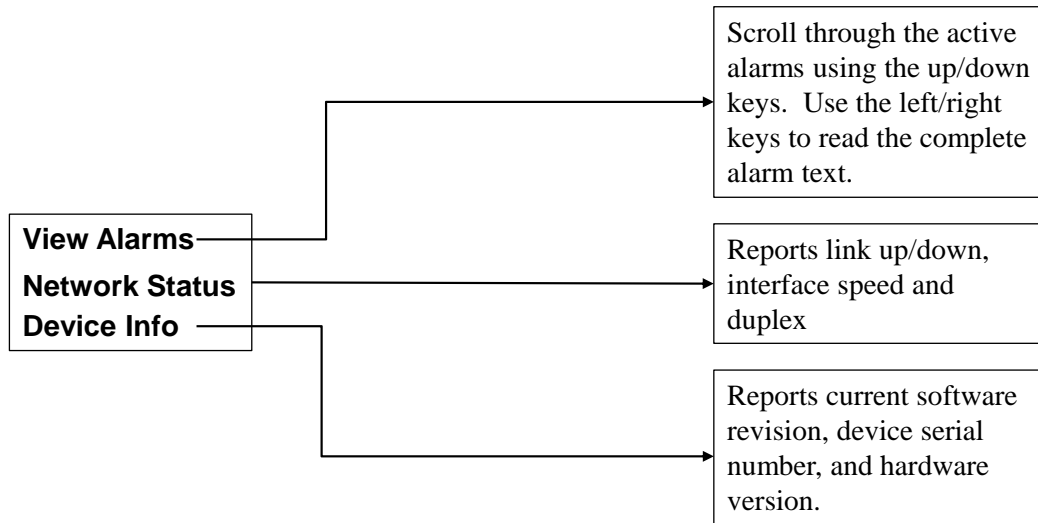 Scroll through the active
alarms using the up/down
keys.  Use the left/right
keys to read the complete
alarm text.
View Alarms
Network Status
Device Info
Reports link up/down,
interface speed and
duplex
Reports current software
revision, device serial
number, and hardware
version.